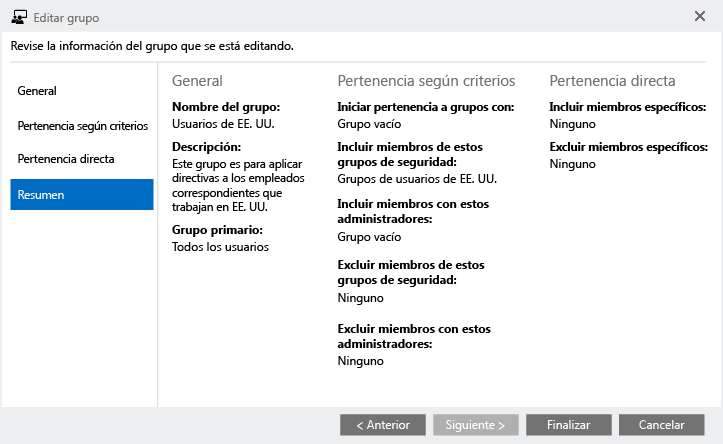 Editar grupo
Revise la información del grupo que se está editando.
General
Pertenencia según criterios
Pertenencia directa
Resumen
General
Nombre del grupo:
Usuarios de EE. UU.
Descripción:
Este grupo es para aplicar
directivas a los empleados
correspondientes que
trabajan en EE. UU.
Grupo primario:
Todos los usuarios
Pertenencia según criterios
Iniciar pertenencia a grupos con:
Grupo vacío
Incluir miembros de estos
grupos de seguridad:
Grupos de usuarios de EE. UU.
Incluir miembros con estos
administradores:
Grupo vacío
Excluir miembros de estos
grupos de seguridad:
Ninguno
Excluir miembros con estos
administradores:
Ninguno
Pertenencia directa
Incluir miembros específicos:
Ninguno
Excluir miembros específicos:
Ninguno
< Anterior
Siguiente >
Finalizar
Cancelar